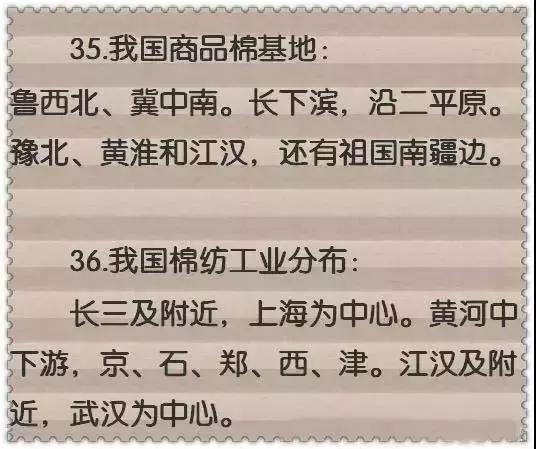 35.我国商品棉基地：
鲁西北、冀中南。长下滨，沿二平原。
豫北、黄淮和江汉，还有祖国南疆边。
36.我国棉纺工业分布：
长三及附近，上海为中心。黄河中
下游，京、石、郑、西、津。江汉及附
近，武汉为中心。